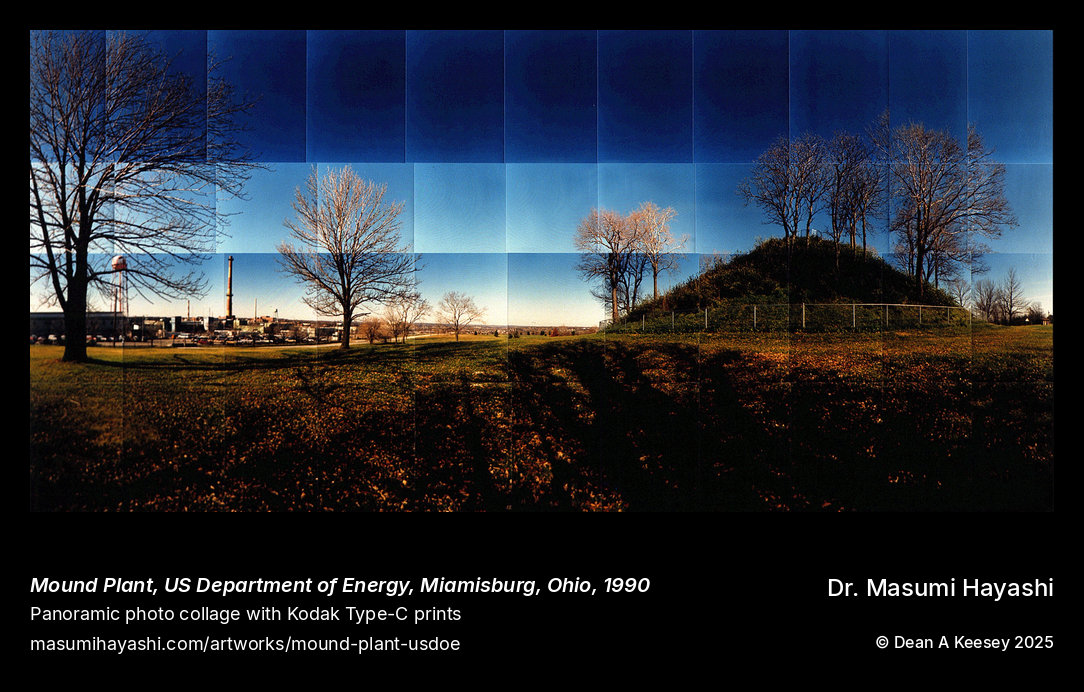 Mound Plant, US Department of Energy, Miamisburg, Ohio, 1990
Panoramic photo collage with Kodak Type-C prints
masumihayashi.com/artworks/mound-plant-usdoe
Dr. Masumi Hayashi
© Dean A Keesey 2025